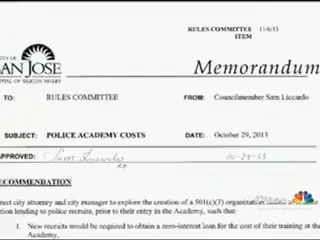 RULES COMMITTEE 11/6/13
ITEM
CITY OF
SAN JOSE
CAPITAL OF SILICON VALLEY
Memorandum
TO: RULES COMMITTEE FROM: Councilmember Sam Liccardo
SUBJECT: POLICE ACADEMY COSTS DATE: October 29, 2013
APPROVED: 10-29-13
RECOMMENDATION
rect city attorney and city manager to explore the creation of a 501(c)(3) organization
ion lending to police recruits, prior to their entry in the Academy, such that:
1. New recruits would be required to obtain a zero-interest loan for the cost of their training at the